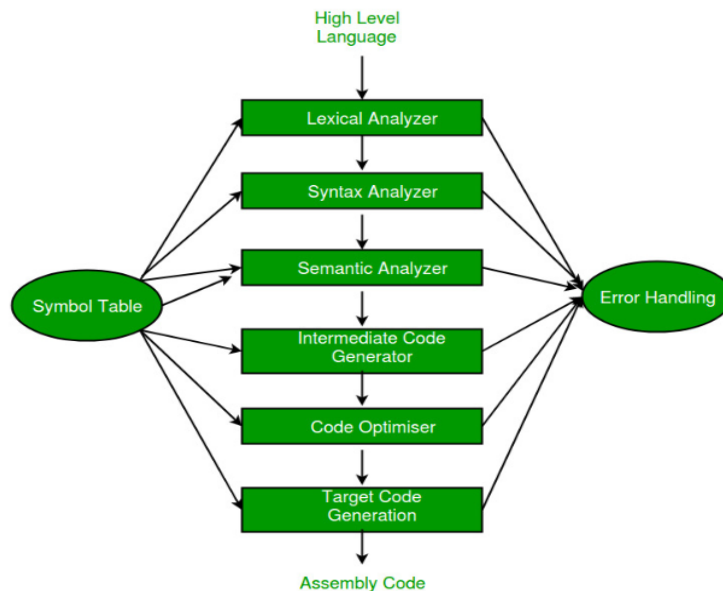 High Level
Language
Lexical Analyzer
Syntax Analyzer
Semantic Analyzer
Symbol Table
Error Handling
Intermediate Code
Generator
Code Optimiser
Target Code
Generation
Assembly Code